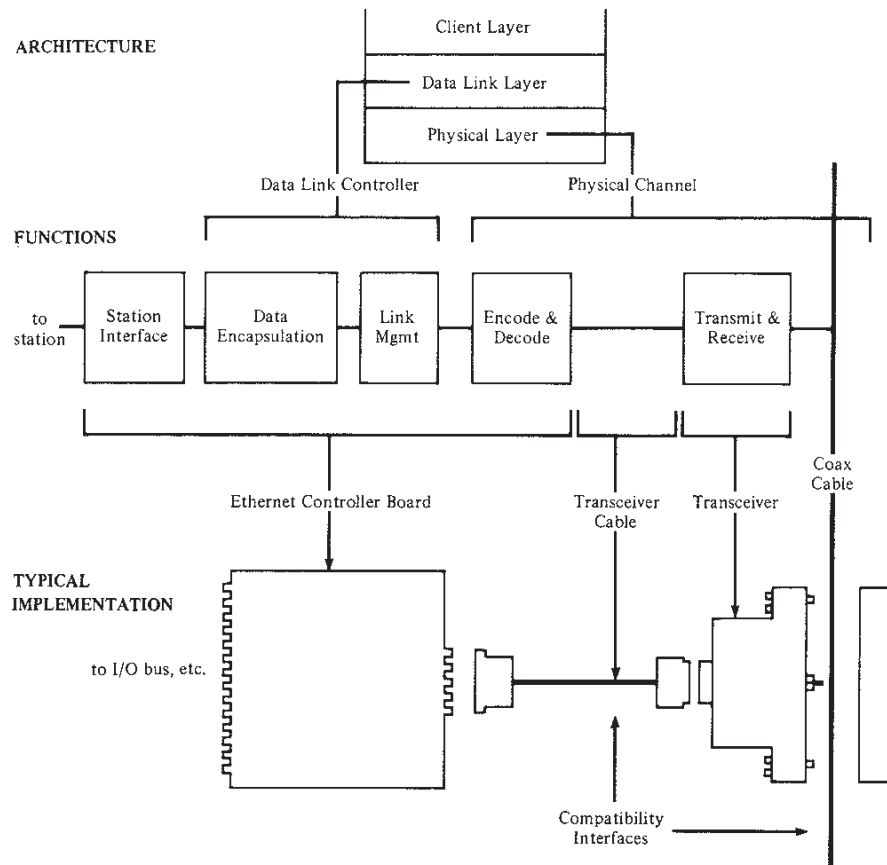 ARCHITECTURE
Client Layer
Data Link Layer
Physical Layer
Data Link Controller
Physical Channel
FUNCTIONS
to
station
Station
Interface
Data
Encapsulation
Link
Mgmt
Encode &
Decode
Transmit &
Receive
Coax
Cable
Ethernet Controller Board
Transceiver
Cable
Transceiver
TYPICAL
IMPLEMENTATION
to I/O bus, etc.
Compatibility
Interfaces